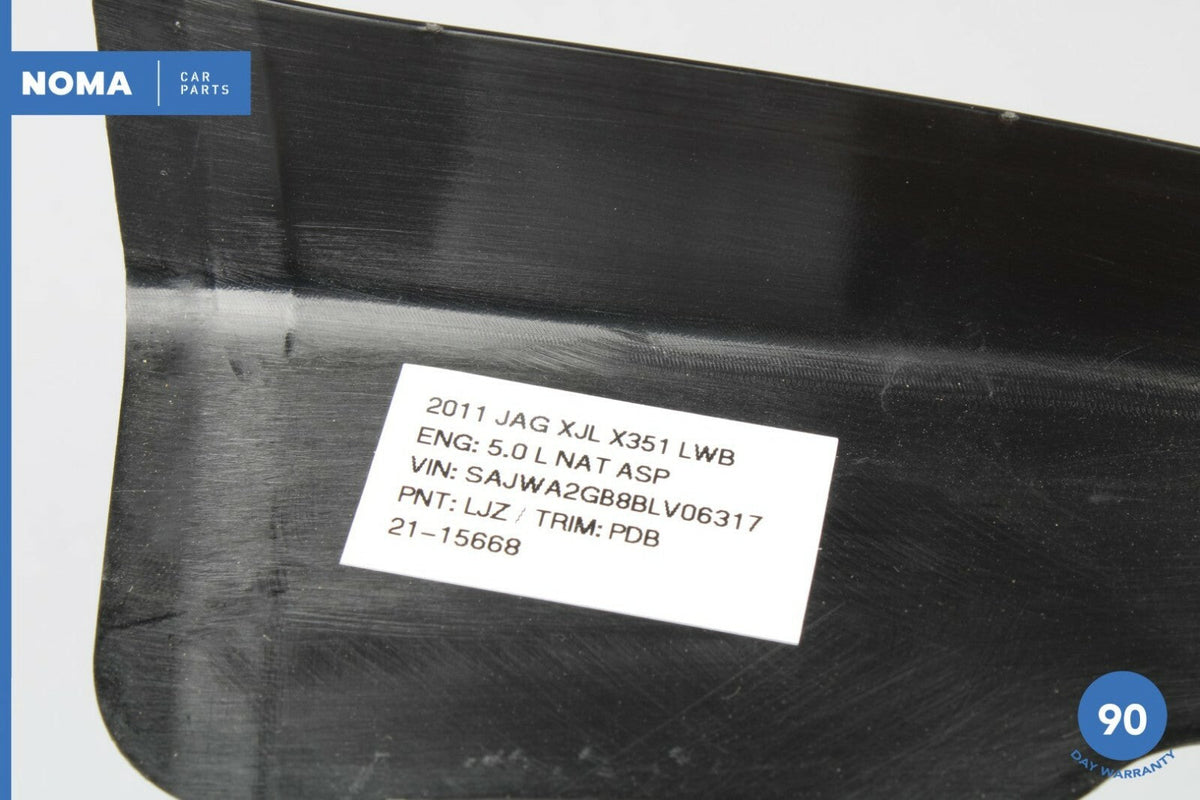 NOMA
CAR
PARTS
2011 JAG XJL X351 LWB
ENG: 5.0 L NAT ASP
VIN: SAJWA2GB8BLV06317
PNT: LJZ / TRIM: PDB
21-15668
90
DAY WARRANTY